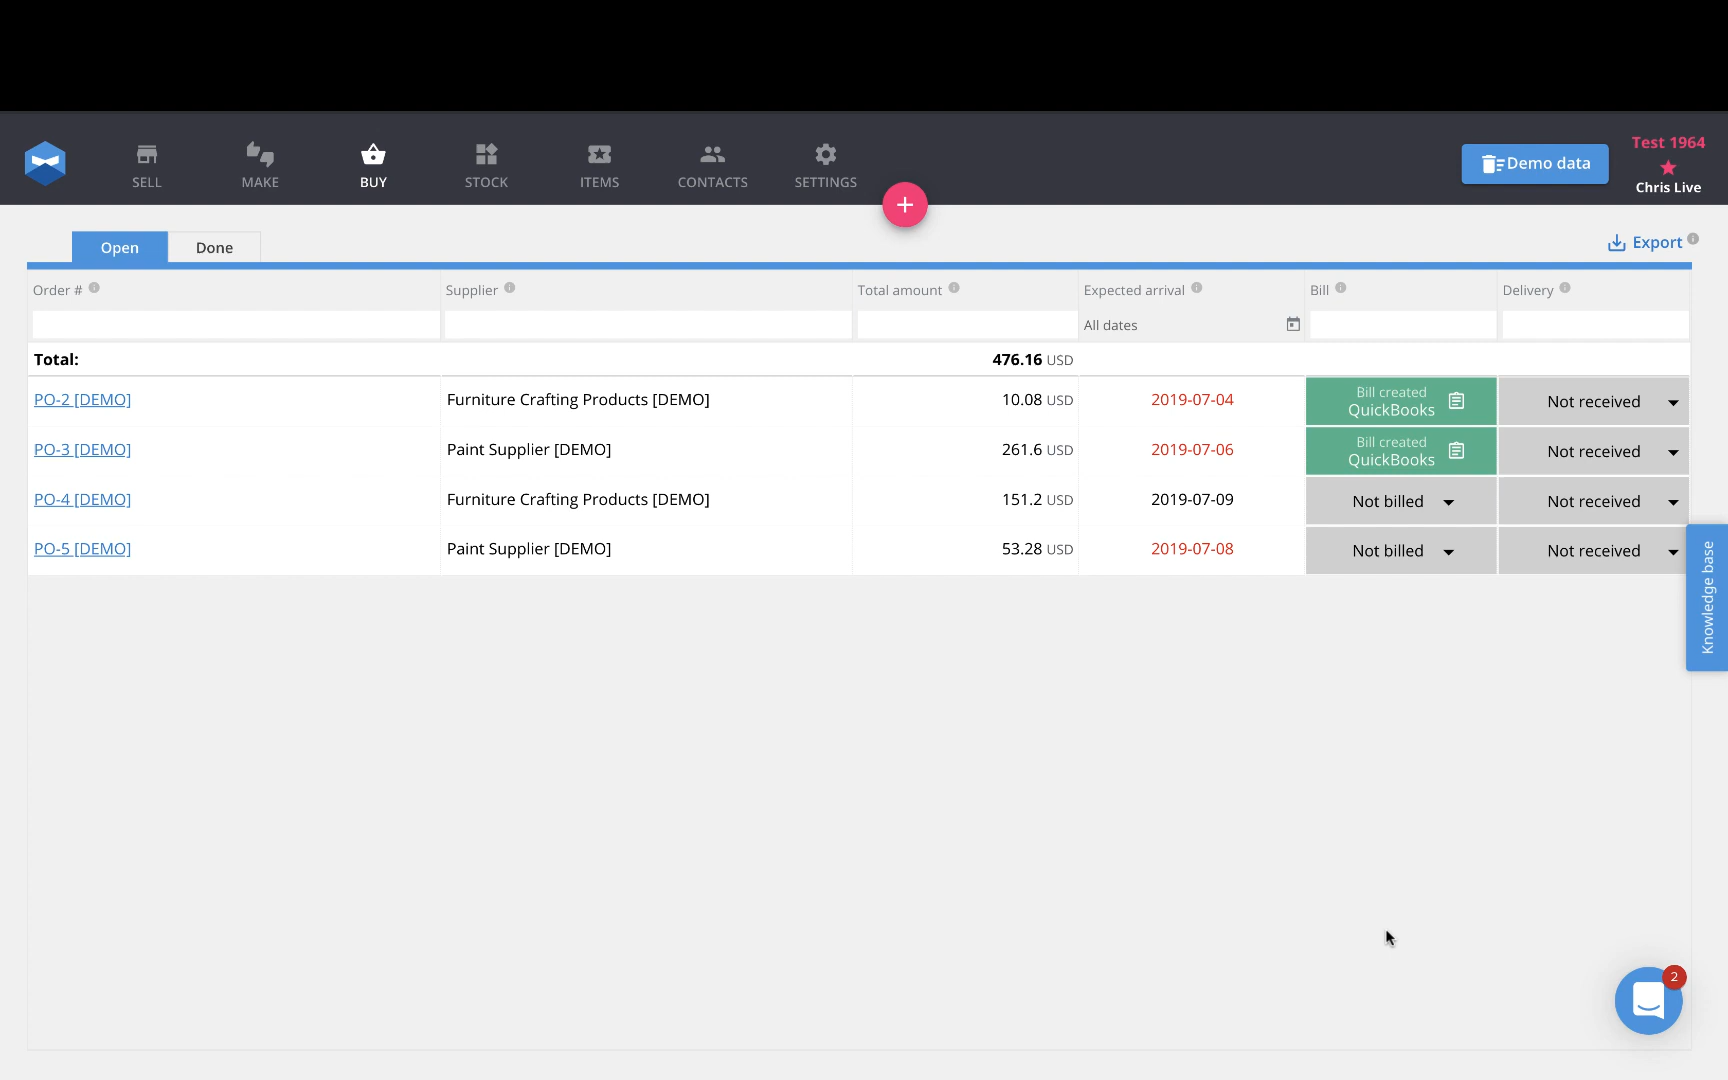 SELL MAKE BUY STOCK ITEMS CONTACTS SETTINGS
+
Demo data
Test 1964
Chris Live
Open Done Export
Order # Supplier Total amount Expected arrival Bill Delivery
All dates
Total: 476.16 USD
PO-2 [DEMO] Furniture Crafting Products [DEMO] 10.08 USD 2019-07-04 Bill created QuickBooks Not received
PO-3 [DEMO] Paint Supplier [DEMO] 261.6 USD 2019-07-06 Bill created QuickBooks Not received
PO-4 [DEMO] Furniture Crafting Products [DEMO] 151.2 USD 2019-07-09 Not billed Not received
PO-5 [DEMO] Paint Supplier [DEMO] 53.28 USD 2019-07-08 Not billed Not received
Knowledge base
2